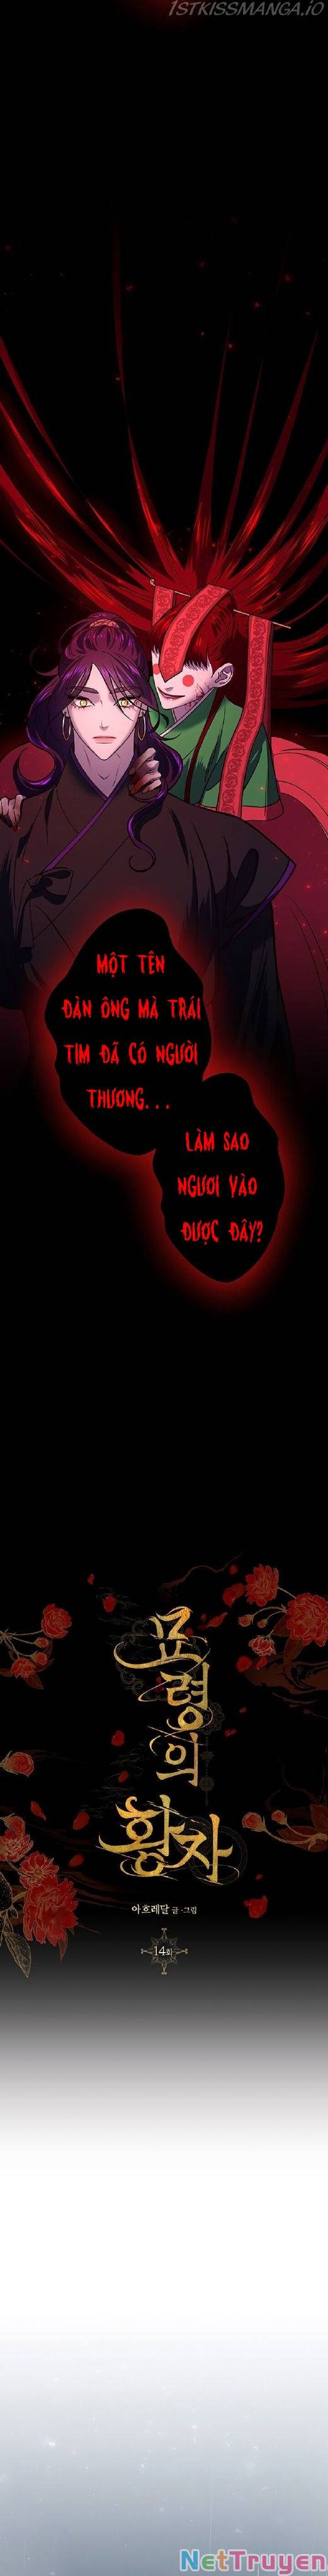 1STKISSMANGA.IO
MỘT TÊN
ĐÀN ÔNG MÀ TRÁI
TIM ĐÃ CÓ NGƯỜI
THƯƠNG...
LÀM SAO
NGƯƠI VÀO
ĐƯỢC ĐÂY?
묘령의
황자
아흐레달 글·그림
14화
NetTruyen